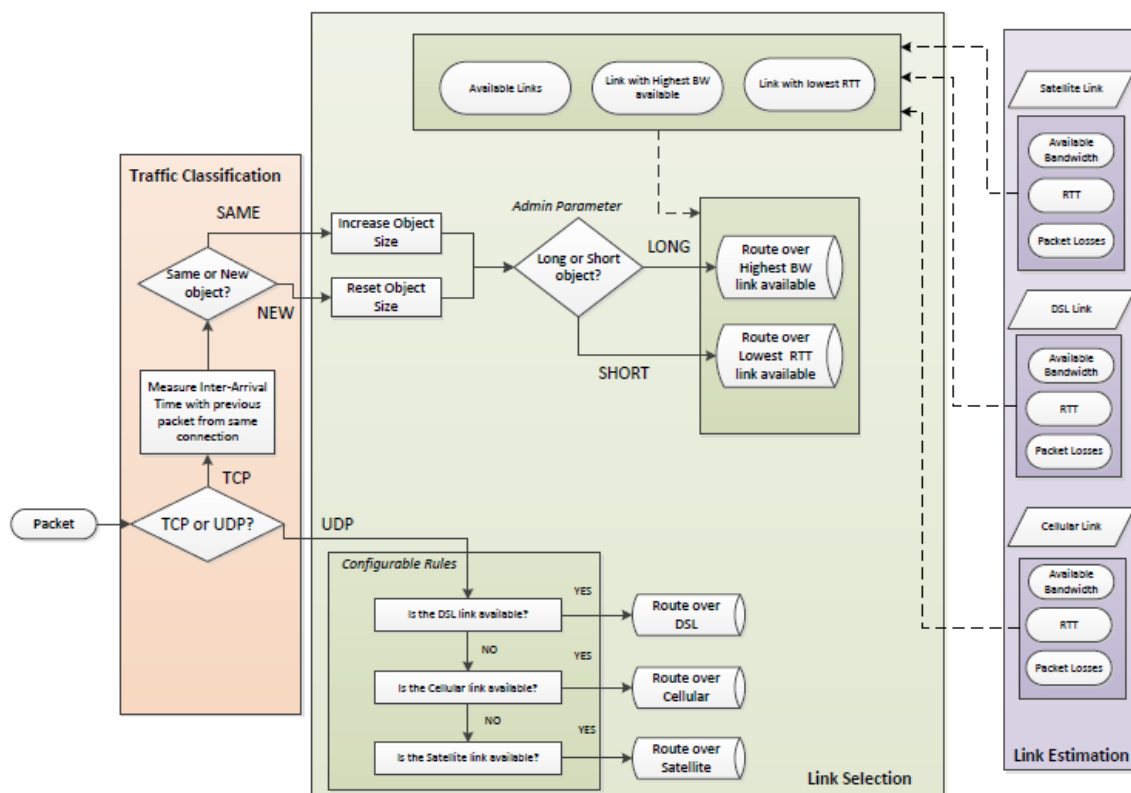 Available Links
Link with Highest BW
available
Link with lowest RTT
Satellite Link
Available
Bandwidth
RTT
Packet Losses
Traffic Classification
SAME
Increase Object
Size
Same or New
object?
NEW
Reset Object
Size
Admin Parameter
Long or Short
object?
LONG
SHORT
Route over
Highest BW
link available
Route over
Lowest RTT
link available
DSL Link
Available
Bandwidth
RTT
Packet Losses
Measure Inter-Arrival
Time with previous
packet from same
connection
TCP
Packet
TCP or UDP?
UDP
Configurable Rules
Is the DSL link available?
YES
Route over
DSL
NO
Is the Cellular link available?
YES
Route over
Cellular
NO
Is the Satellite link available?
YES
Route over
Satellite
Link Selection
Cellular Link
Available
Bandwidth
RTT
Packet Losses
Link Estimation